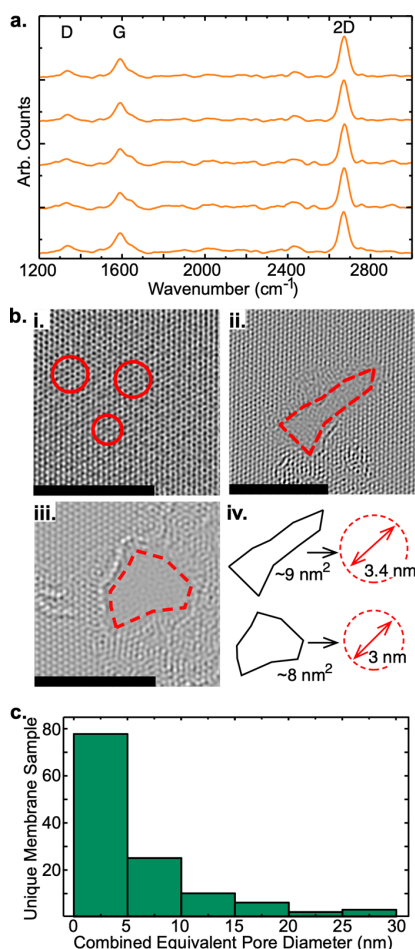 a.
D G 2D
Arb. Counts
1200 1600 2000 2400 2800
Wavenumber (cm⁻¹)
b. i. ii.
iii. iv.
~9 nm² 3.4 nm
~8 nm² 3 nm
c.
Unique Membrane Sample
80
60
40
20
0 5 10 15 20 25 30
Combined Equivalent Pore Diameter (nm)